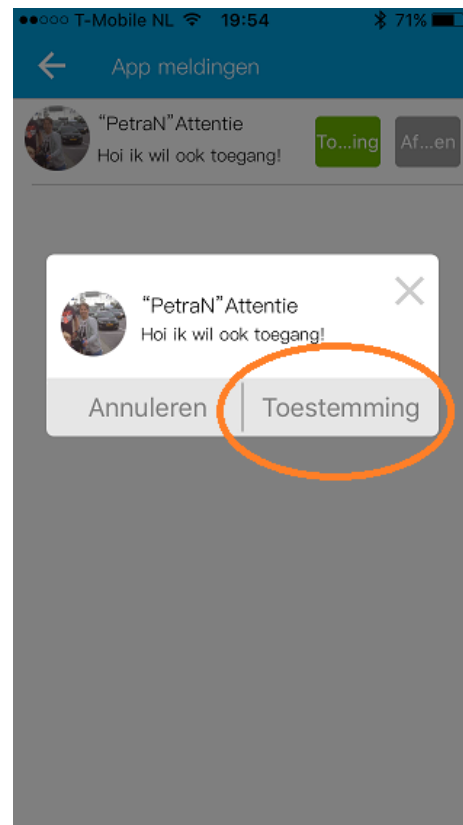 T-Mobile NL 19:54 71%
App meldingen
“PetraN”Attentie
Hoi ik wil ook toegang!
To...ing Af...en
“PetraN”Attentie
Hoi ik wil ook toegang!
Annuleren Toestemming